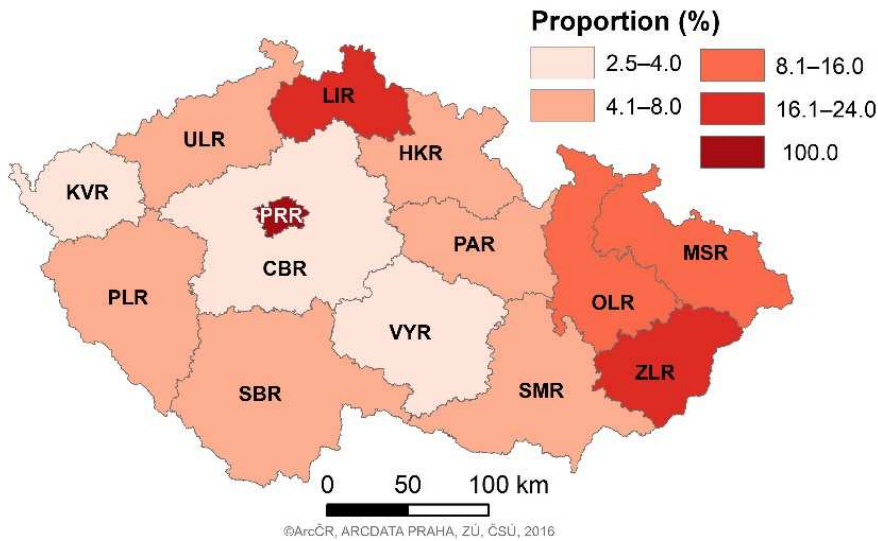 Proportion (%)
2.5–4.0
4.1–8.0
8.1–16.0
16.1–24.0
100.0
LIR
ULR
HKR
KVR
PRR
PAR
MSR
CBR
PLR
OLR
VYR
ZLR
SBR
SMR
0 50 100 km
©ArcČR, ARCDATA PRAHA, ZÚ, ČSÚ, 2016